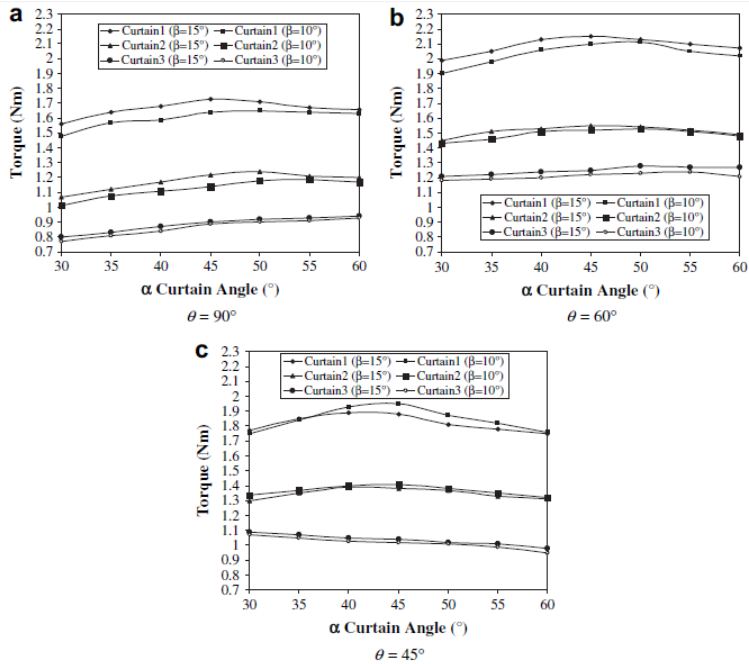 a
2.3
2.2
2.1
2
1.9
1.8
1.7
1.6
1.5
1.4
1.3
1.2
1.1
1
0.9
0.8
0.7
Torque (Nm)
Curtain1 (β=15°) Curtain1 (β=10°)
Curtain2 (β=15°) Curtain2 (β=10°)
Curtain3 (β=15°) Curtain3 (β=10°)
30 35 40 45 50 55 60
α Curtain Angle (°)
θ = 90°
b
2.3
2.2
2.1
2
1.9
1.8
1.7
1.6
1.5
1.4
1.3
1.2
1.1
1
0.9
0.8
0.7
Torque (Nm)
Curtain1 (β=15°) Curtain1 (β=10°)
Curtain2 (β=15°) Curtain2 (β=10°)
Curtain3 (β=15°) Curtain3 (β=10°)
30 35 40 45 50 55 60
α Curtain Angle (°)
θ = 60°
c
2.3
2.2
2.1
2
1.9
1.8
1.7
1.6
1.5
1.4
1.3
1.2
1.1
1
0.9
0.8
0.7
Torque (Nm)
Curtain1 (β=15°) Curtain1 (β=10°)
Curtain2 (β=15°) Curtain2 (β=10°)
Curtain3 (β=15°) Curtain3 (β=10°)
30 35 40 45 50 55 60
α Curtain Angle (°)
θ = 45°